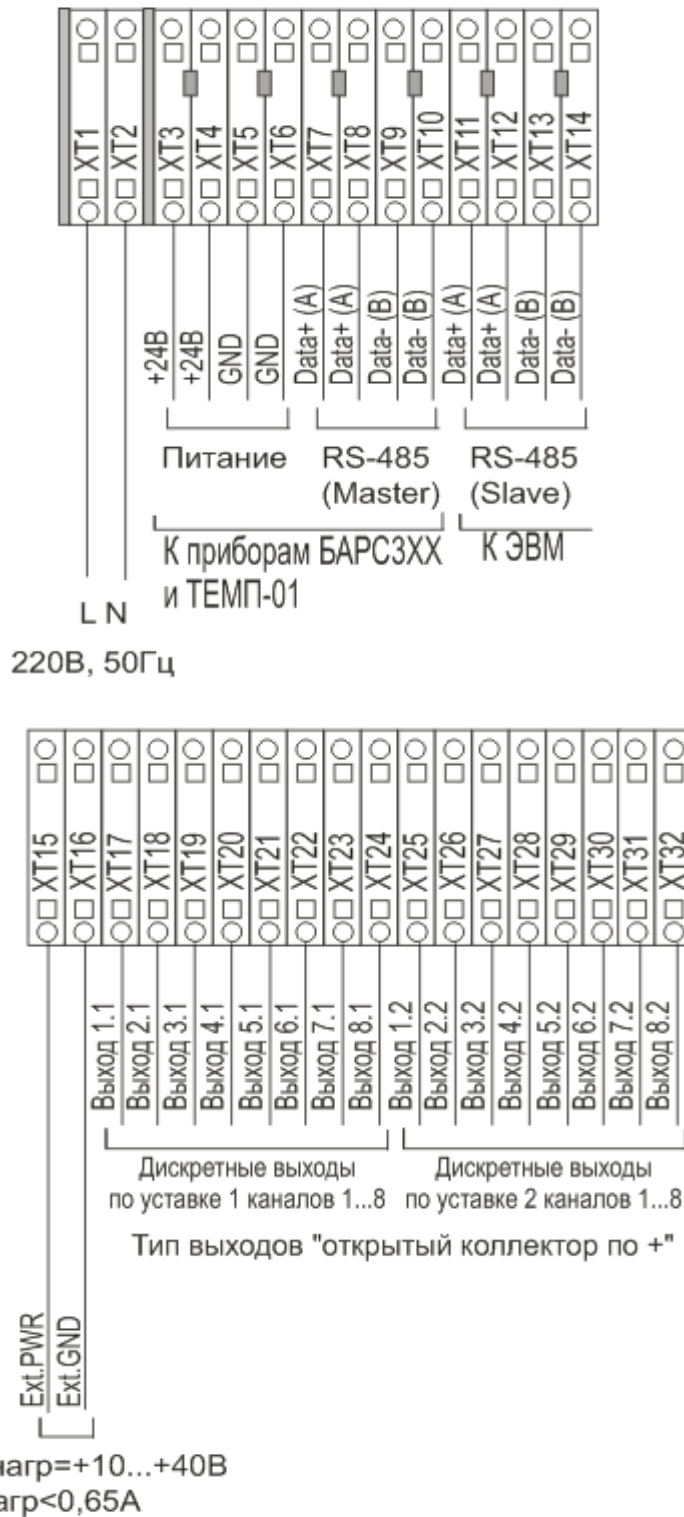 XT1 XT2 XT3 XT4 XT5 XT6 XT7 XT8 XT9 XT10 XT11 XT12 XT13 XT14
+24В +24В GND GND Data+ (A) Data+ (A) Data- (B) Data- (B) Data+ (A) Data+ (A) Data- (B) Data- (B)
Питание RS-485 RS-485
(Master) (Slave)
К приборам БАРС3ХХ К ЭВМ
и ТЕМП-01
L N
220В, 50Гц
XT15 XT16 XT17 XT18 XT19 XT20 XT21 XT22 XT23 XT24 XT25 XT26 XT27 XT28 XT29 XT30 XT31 XT32
Выход 1.1 Выход 2.1 Выход 3.1 Выход 4.1 Выход 5.1 Выход 6.1 Выход 7.1 Выход 8.1 Выход 1.2 Выход 2.2 Выход 3.2 Выход 4.2 Выход 5.2 Выход 6.2 Выход 7.2 Выход 8.2
Дискретные выходы Дискретные выходы
по уставке 1 каналов 1...8 по уставке 2 каналов 1...8
Тип выходов "открытый коллектор по +"
Ext.PWR Ext.GND
нагр=+10...+40В
агр<0,65А